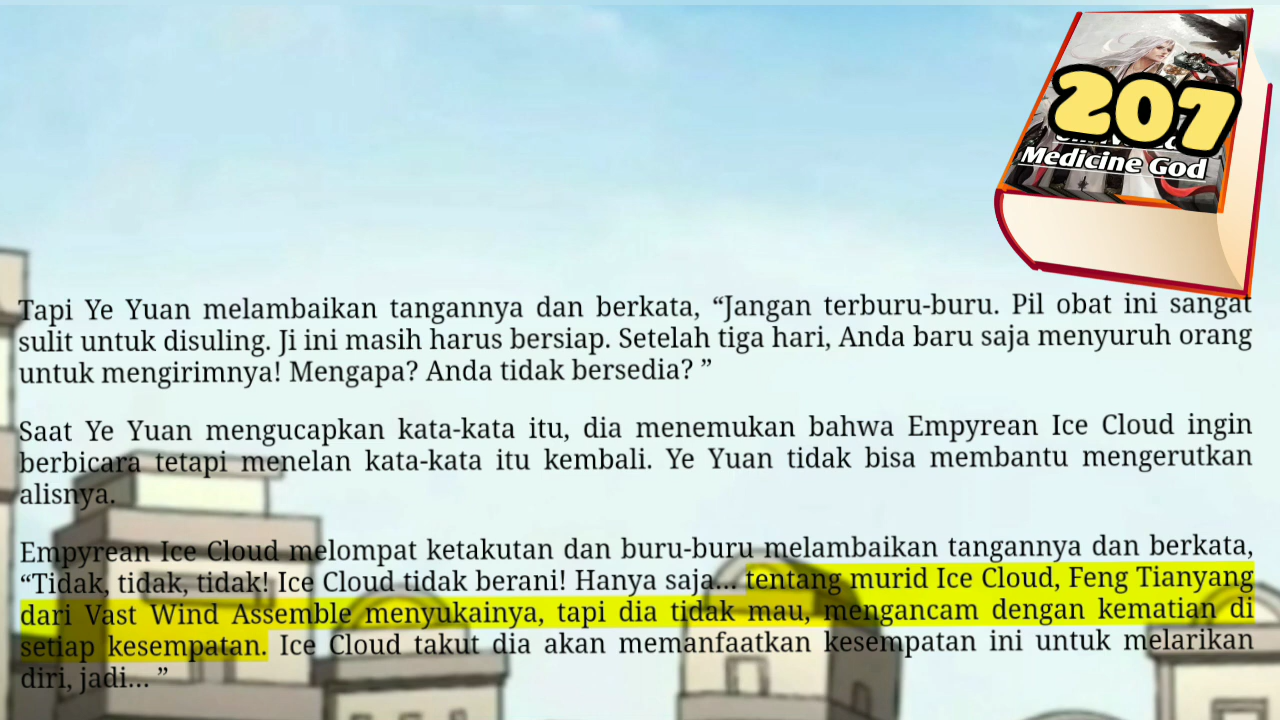 207
Medicine God
Tapi Ye Yuan melambaikan tangannya dan berkata, “Jangan terburu-buru. Pil obat ini sangat
sulit untuk disuling. Ji ini masih harus bersiap. Setelah tiga hari, Anda baru saja menyuruh orang
untuk mengirimnya! Mengapa? Anda tidak bersedia? ”
Saat Ye Yuan mengucapkan kata-kata itu, dia menemukan bahwa Empyrean Ice Cloud ingin
berbicara tetapi menelan kata-kata itu kembali. Ye Yuan tidak bisa membantu mengerutkan
alisnya.
Empyrean Ice Cloud melompat ketakutan dan buru-buru melambaikan tangannya dan berkata,
“Tidak, tidak, tidak! Ice Cloud tidak berani! Hanya saja... tentang murid Ice Cloud, Feng Tianyang
dari Vast Wind Assemble menyukainya, tapi dia tidak mau, mengancam dengan kematian di
setiap kesempatan. Ice Cloud takut dia akan memanfaatkan kesempatan ini untuk melarikan
diri, jadi... ”